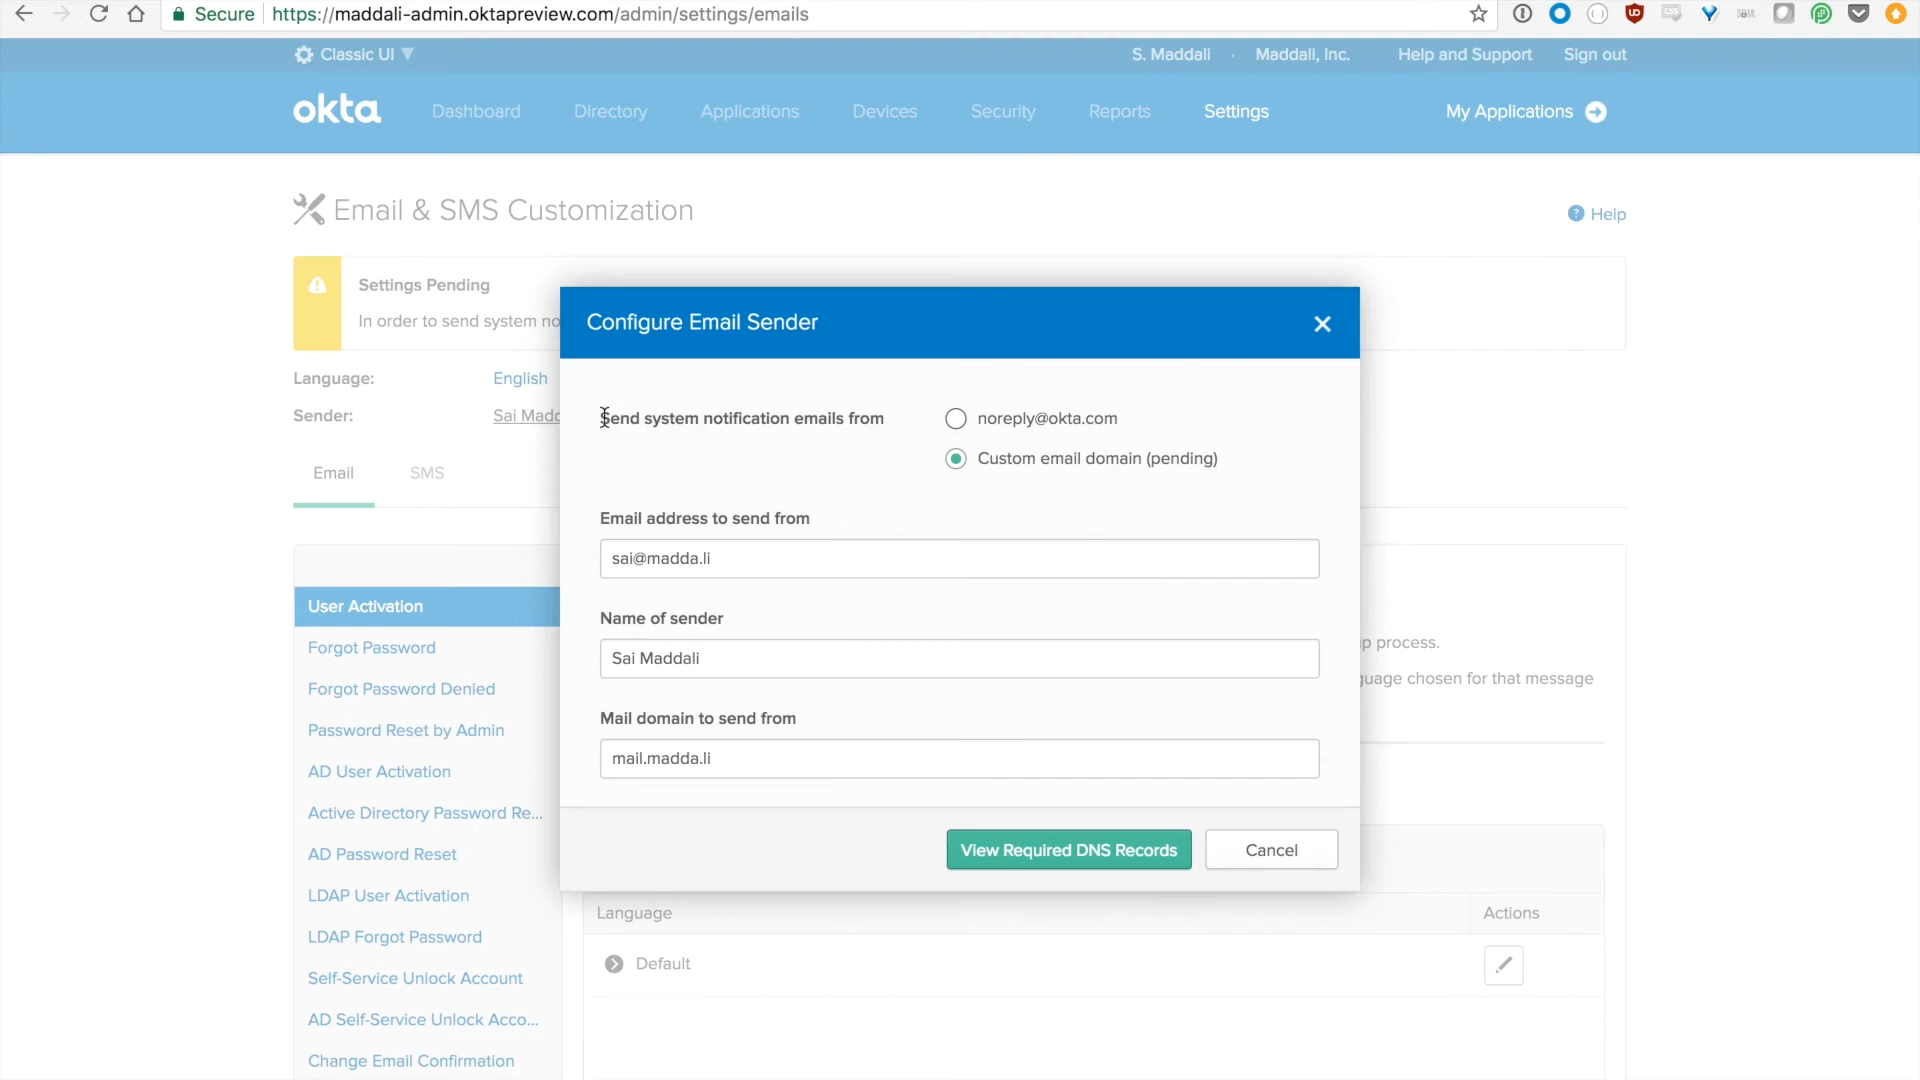 Secure https://maddali-admin.oktapreview.com/admin/settings/emails
Classic UI ▼ S. Maddali · Maddali, Inc. Help and Support Sign out
okta Dashboard Directory Applications Devices Security Reports Settings My Applications
Email & SMS Customization
Help
Settings Pending
In order to send system no
Language: English
Sender: Sai Madd
Email SMS
Configure Email Sender
Send system notification emails from
noreply@okta.com
Custom email domain (pending)
Email address to send from
sai@madda.li
Name of sender
Sai Maddali
Mail domain to send from
mail.madda.li
View Required DNS Records Cancel
User Activation
Forgot Password
Forgot Password Denied
Password Reset by Admin
AD User Activation
Active Directory Password Re...
AD Password Reset
LDAP User Activation
LDAP Forgot Password
Self-Service Unlock Account
AD Self-Service Unlock Acco...
Change Email Confirmation
p process.
guage chosen for that message
Language Actions
Default